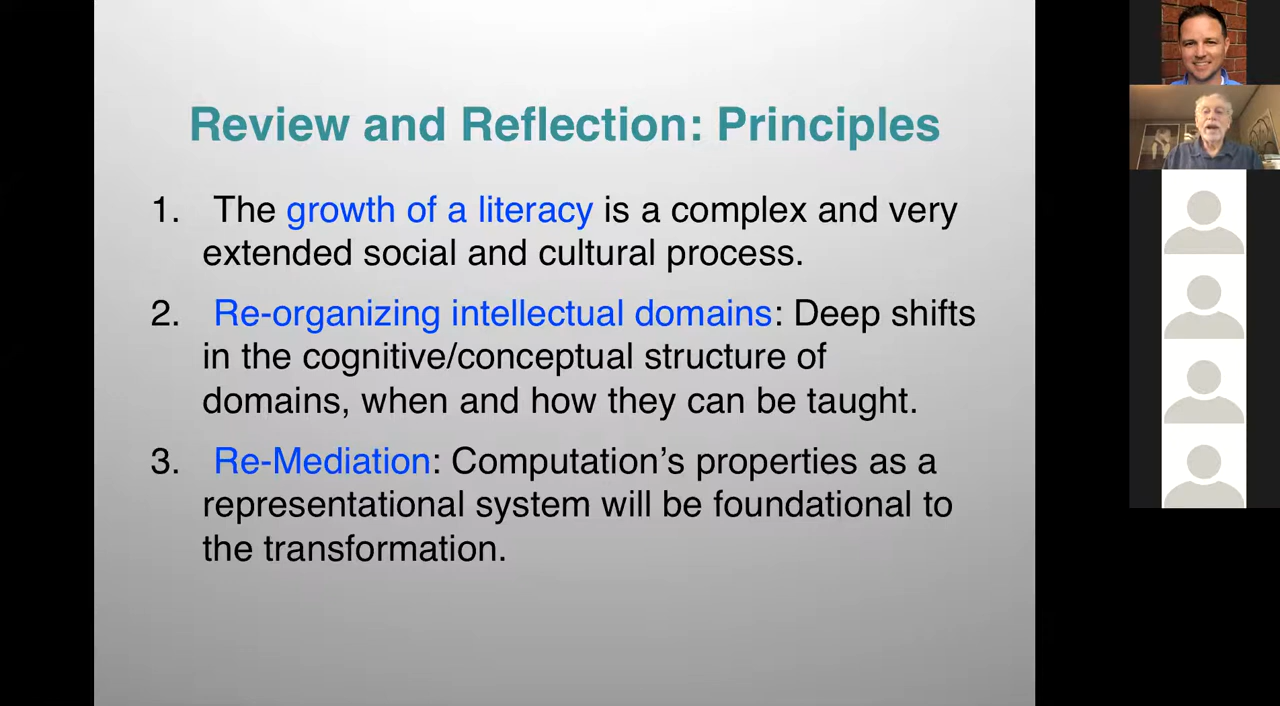 Review and Reflection: Principles
1. The growth of a literacy is a complex and very
extended social and cultural process.
2. Re-organizing intellectual domains: Deep shifts
in the cognitive/conceptual structure of
domains, when and how they can be taught.
3. Re-Mediation: Computation’s properties as a
representational system will be foundational to
the transformation.